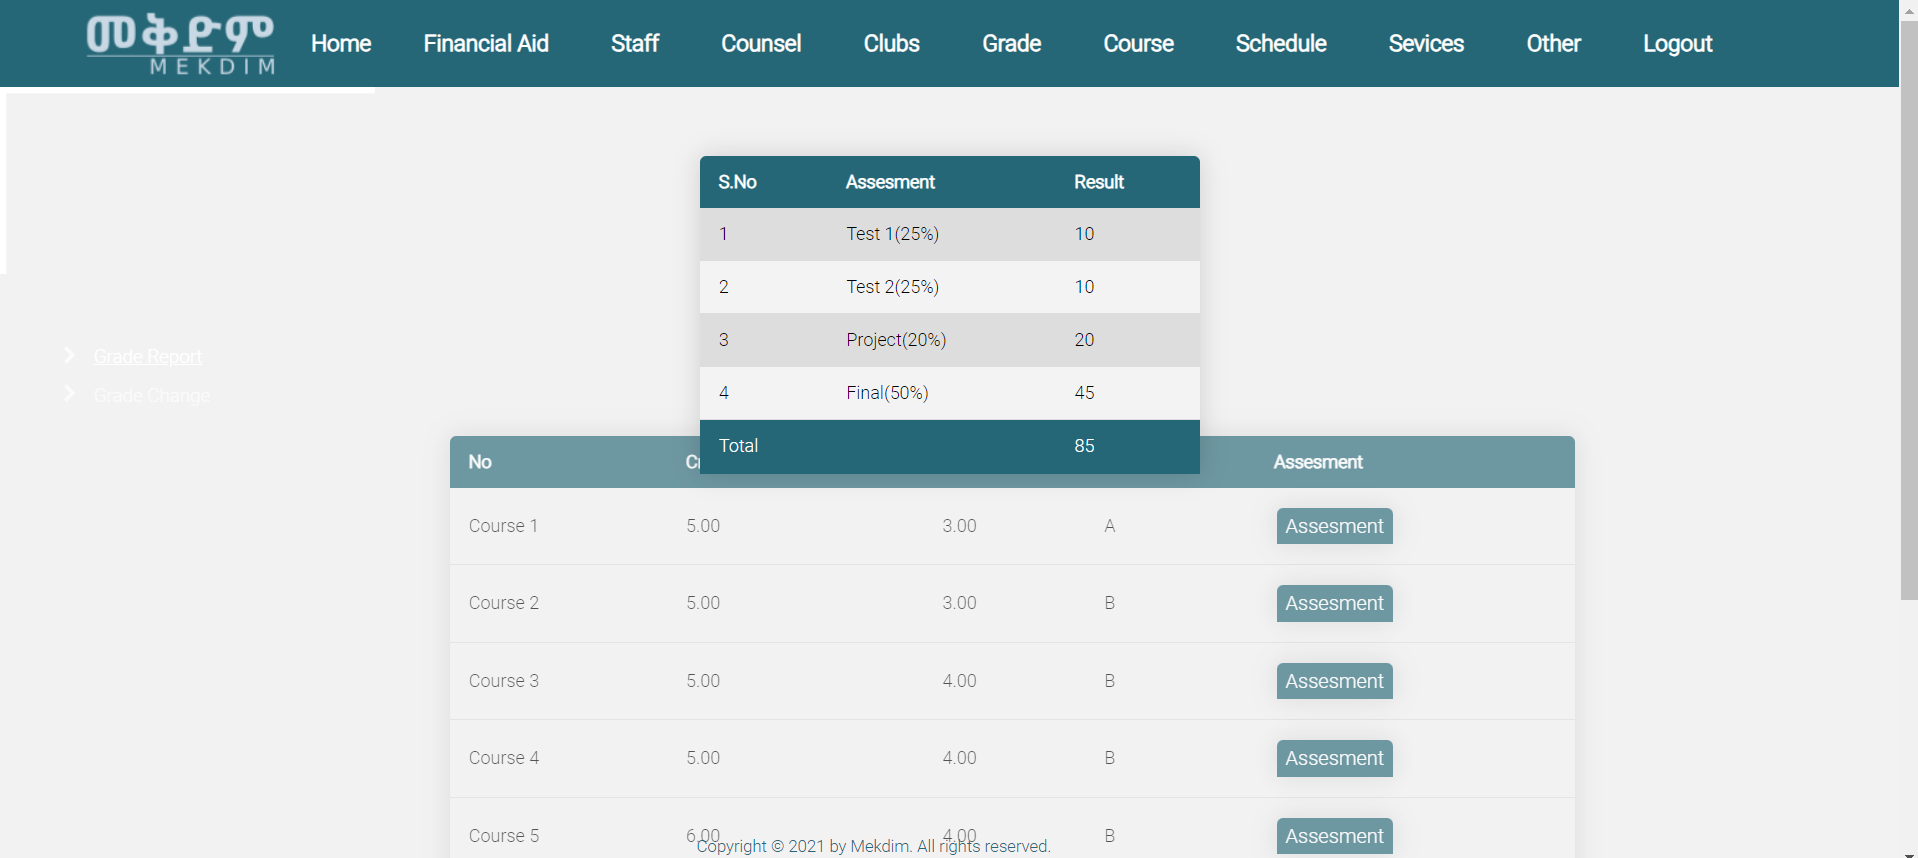 መቅድም
MEKDIM
Home Financial Aid Staff Counsel Clubs Grade Course Schedule Sevices Other Logout
S.No Assesment Result
1 Test 1(25%) 10
2 Test 2(25%) 10
3 Project(20%) 20
4 Final(50%) 45
Total 85
Grade Report
Grade Change
No Assesment
Course 1 5.00 3.00 A Assesment
Course 2 5.00 3.00 B Assesment
Course 3 5.00 4.00 B Assesment
Course 4 5.00 4.00 B Assesment
Course 5 6.00 4.00 B Assesment
Copyright © 2021 by Mekdim. All rights reserved.